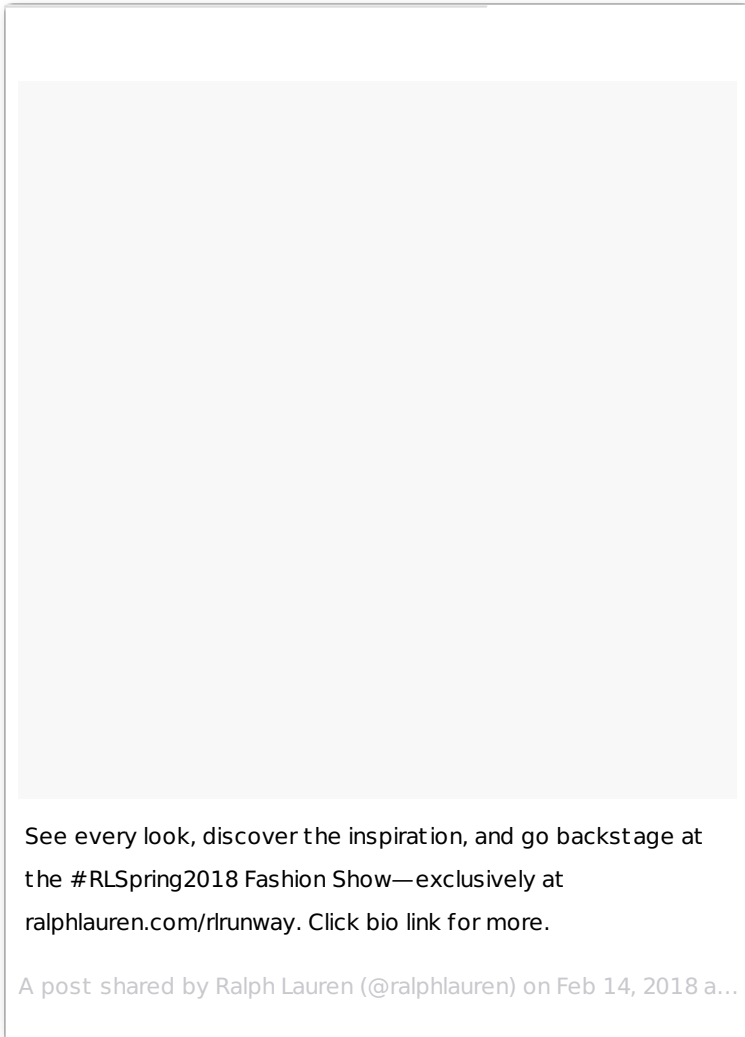 See every look, discover the inspiration, and go backstage at
the #RLSpring2018 Fashion Show—exclusively at
ralphlauren.com/rlrunway. Click bio link for more.
A post shared by Ralph Lauren (@ralphlauren) on Feb 14, 2018 a…